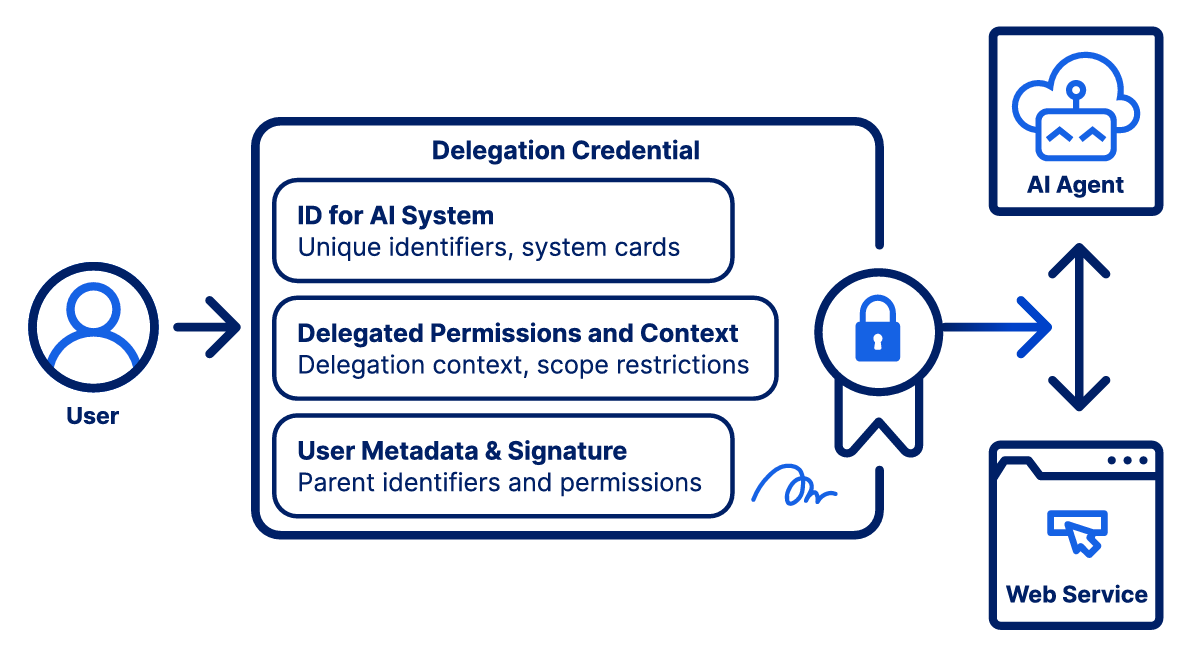 Delegation Credential
ID for AI System
Unique identifiers, system cards
Delegated Permissions and Context
Delegation context, scope restrictions
User Metadata & Signature
Parent identifiers and permissions
User
AI Agent
Web Service